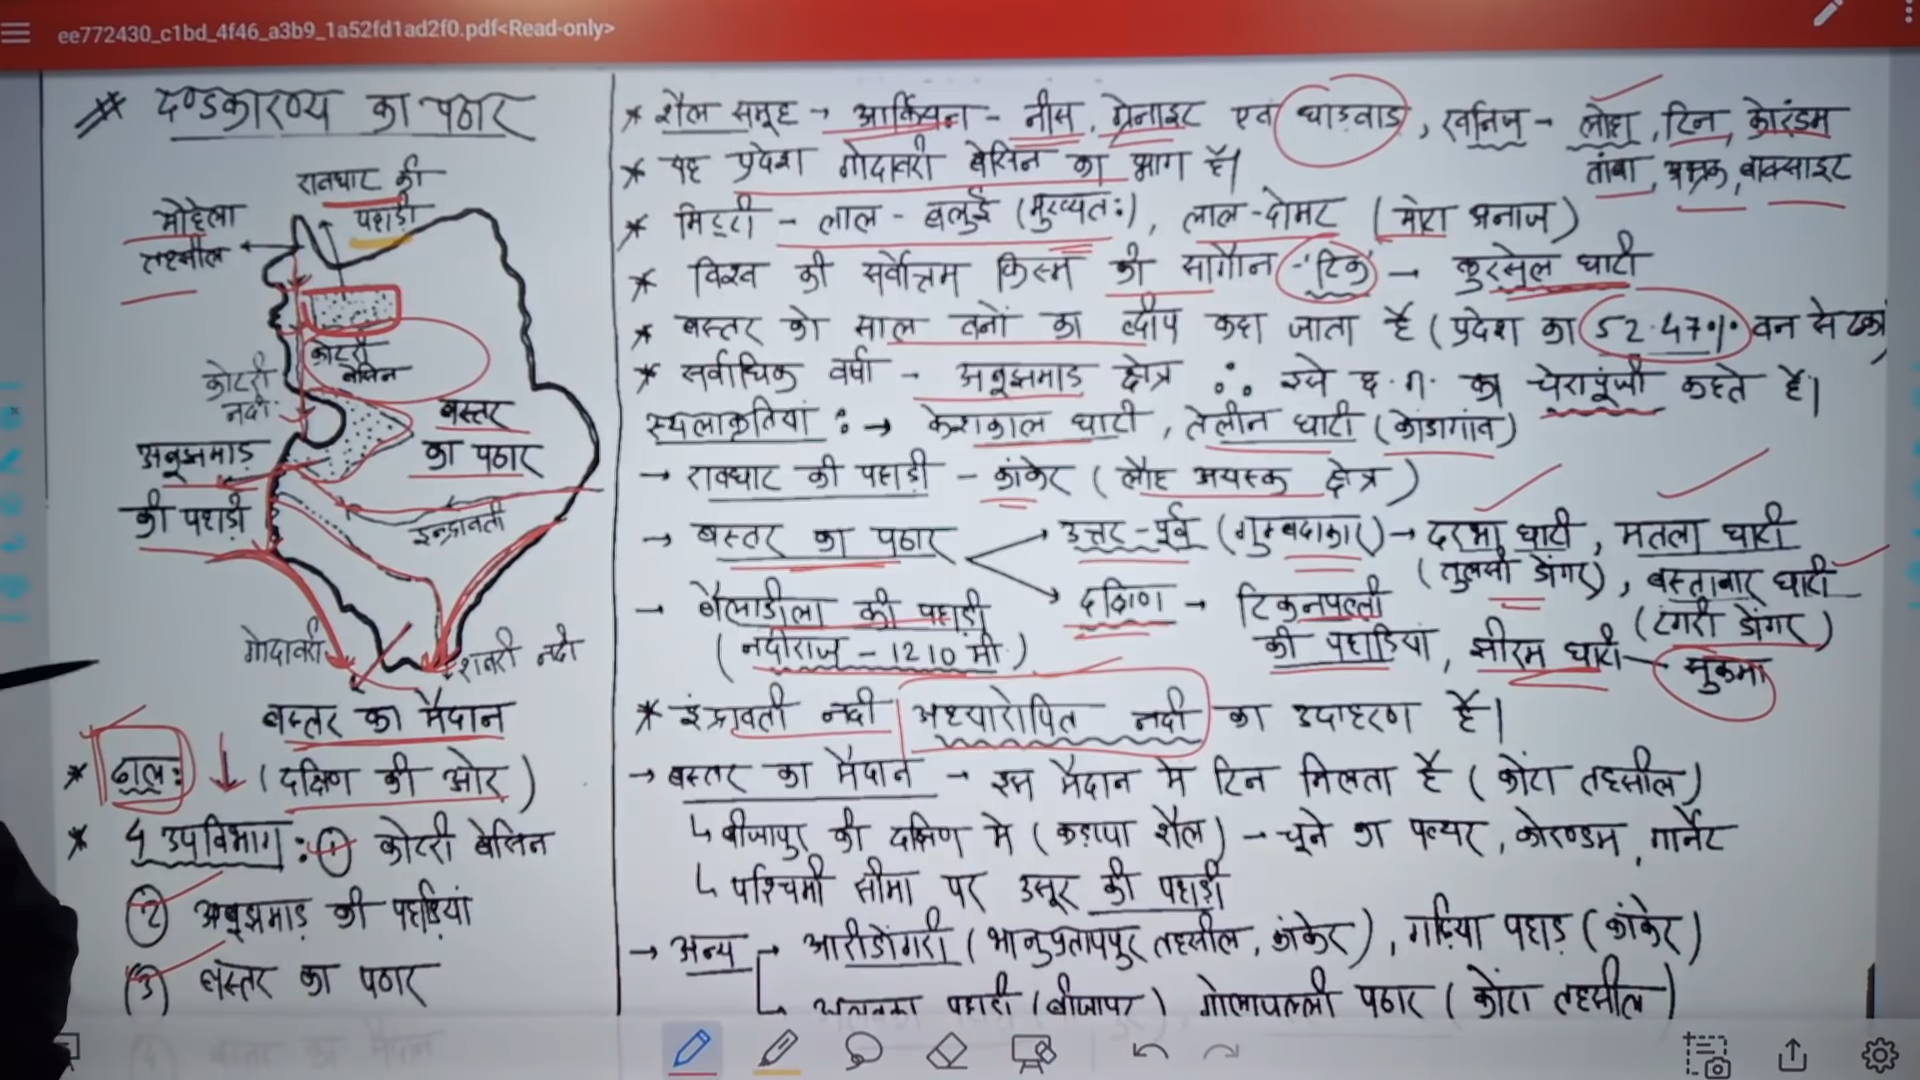 ee772430_c1bd_4f46_a3b9_1a52fd1ad2f0.pdf<Read-only>
दण्डकारण्य का पठार
रावघाट की
पहाड़ी
मोहेला
तहसील
कोटरी
बेसिन
कोटरी
नदी
बस्तर
का पठार
अबूझमाड़
की पहाड़ी
इन्द्रावती
गोदावरी
शबरी नदी
बस्तर का मैदान
* ढाल: ↓ (दक्षिण की ओर)
* 4 उपविभाग : ① कोटरी बेसिन
② अबूझमाड़ की पहाड़ियां
③ बस्तर का पठार
* शैल समूह → आर्कियन - नीस, ग्रेनाइट एवं धाड़वाड़, खनिज - लोहा, टिन, कोरंडम
तांबा, अभ्रक, बाक्साइट
* यह प्रदेश गोदावरी बेसिन का भाग है।
* मिट्टी - लाल - बलुई (मुख्यतः), लाल-दोमट (मोटा अनाज)
* विश्व की सर्वोत्तम किस्म की सागौन - 'टिक' → कुरसेल घाटी
* बस्तर को साल वनों का द्वीप कहा जाता है (प्रदेश का 52.47% वन से ढका
* सर्वाधिक वर्षा - अबूझमाड़ क्षेत्र ∴ इसे छ.ग. का चेरापूंजी कहते है।
स्थलाकृतियां : → केशकाल घाटी, तेलीन घाटी (कोंडागांव)
→ रावघाट की पहाड़ी - कांकेर (लौह अयस्क क्षेत्र)
→ बस्तर का पठार → उत्तर-पूर्व (गुम्बदाकार) → दरभा घाटी, मतला घाटी
(तुलसी डोंगर), बस्तानार घाटी
(टंगरी डोंगर)
→ दक्षिण → टिकनपल्ली
की पहाड़ियां, झीरम घाटी - सुकमा
→ बैलाडीला की पहाड़ी
(नंदीराज - 1210 मी)
* इंद्रावती नदी अध्यारोपित नदी का उदाहरण है।
→ बस्तर का मैदान → इस मैदान में टिन मिलता है (कोंटा तहसील)
↳ बीजापुर की दक्षिण में (कड़ापा शैल) → चूने का पत्थर, कोरण्डम, गार्नेट
↳ पश्चिमी सीमा पर उसूर की पहाड़ी
→ अन्य → आरीडोंगरी (भानुप्रतापपुर तहसील, कांकेर), गड़िया पहाड़ (कांकेर)
पहाड़ी (बीजापुर) गोलापल्ली पठार (कोंटा तहसील)